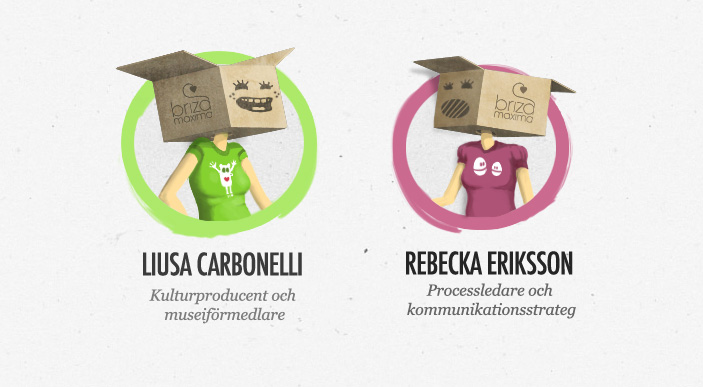 briza
maxima
briza
maxima
LIUSA CARBONELLI
Kulturproducent och
museiförmedlare
REBECKA ERIKSSON
Processledare och
kommunikationsstrateg